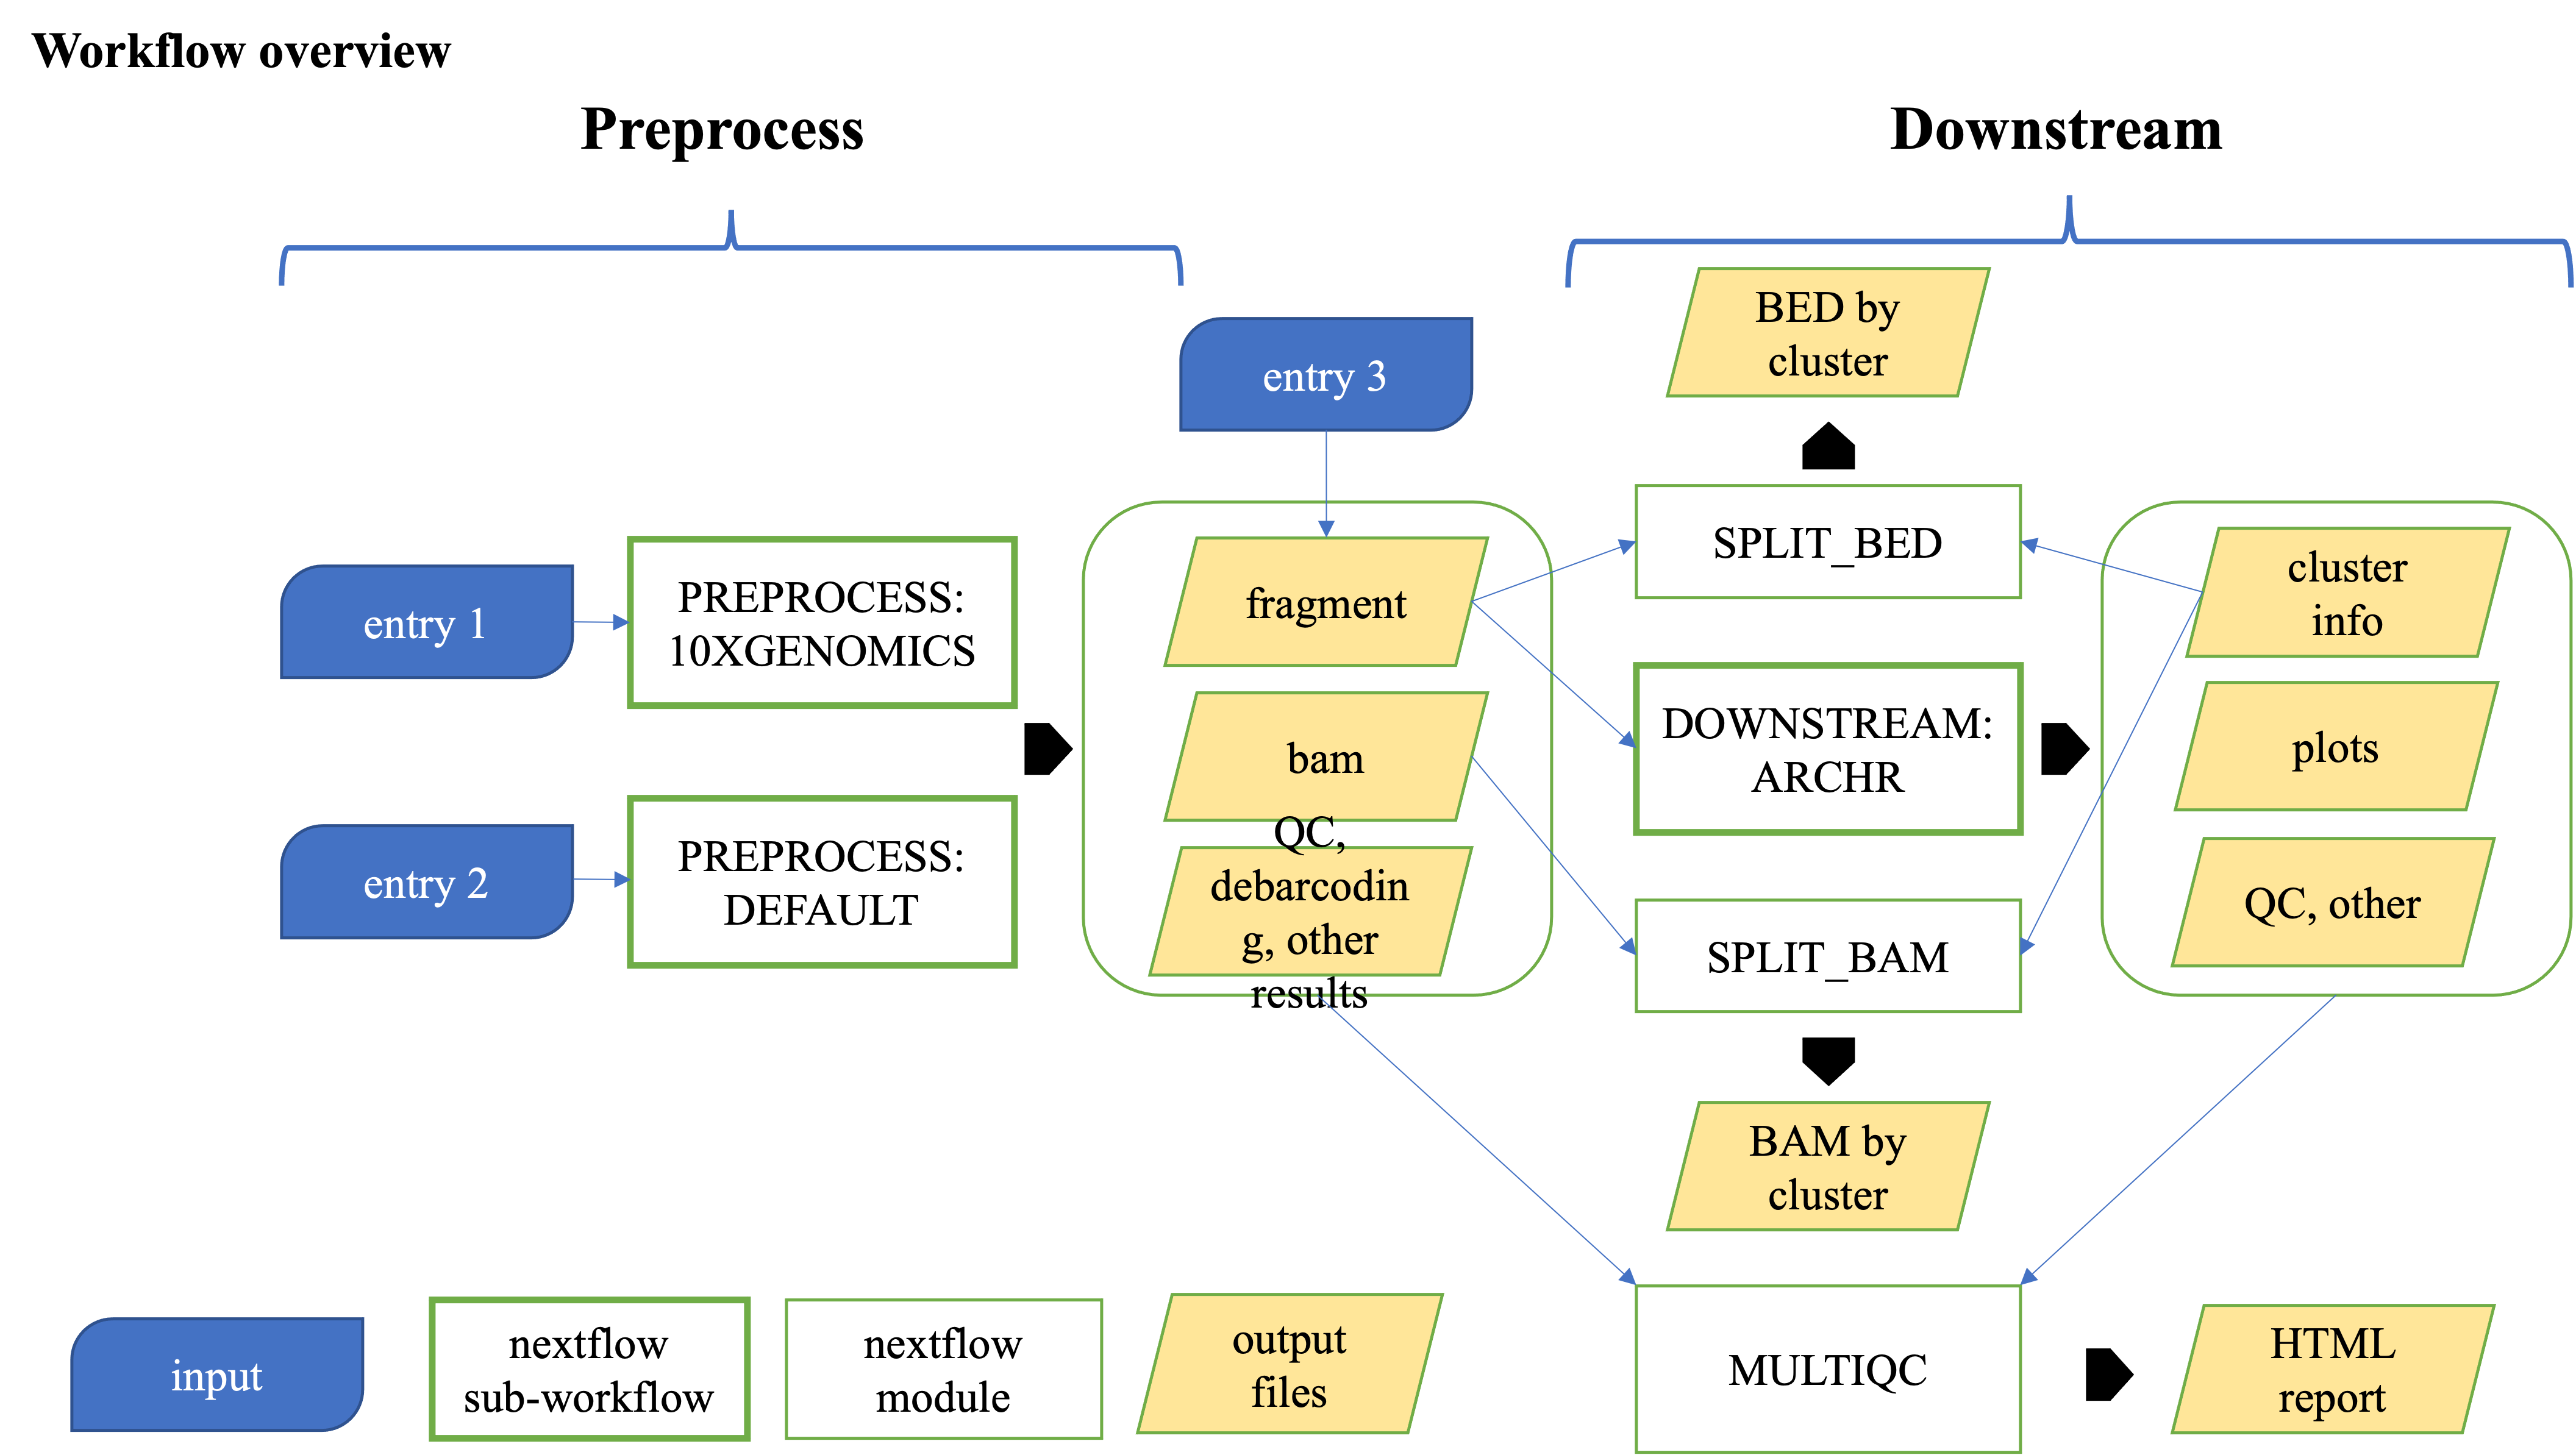 Workflow overview
Preprocess
Downstream
BED by
cluster
entry 3
SPLIT_BED
entry 1
PREPROCESS:
10XGENOMICS
fragment
cluster
info
DOWNSTREAM:
ARCHR
bam
plots
entry 2
PREPROCESS:
DEFAULT
QC,
debarcodin
g, other
results
SPLIT_BAM
QC, other
BAM by
cluster
input
nextflow
sub-workflow
nextflow
module
output
files
MULTIQC
HTML
report